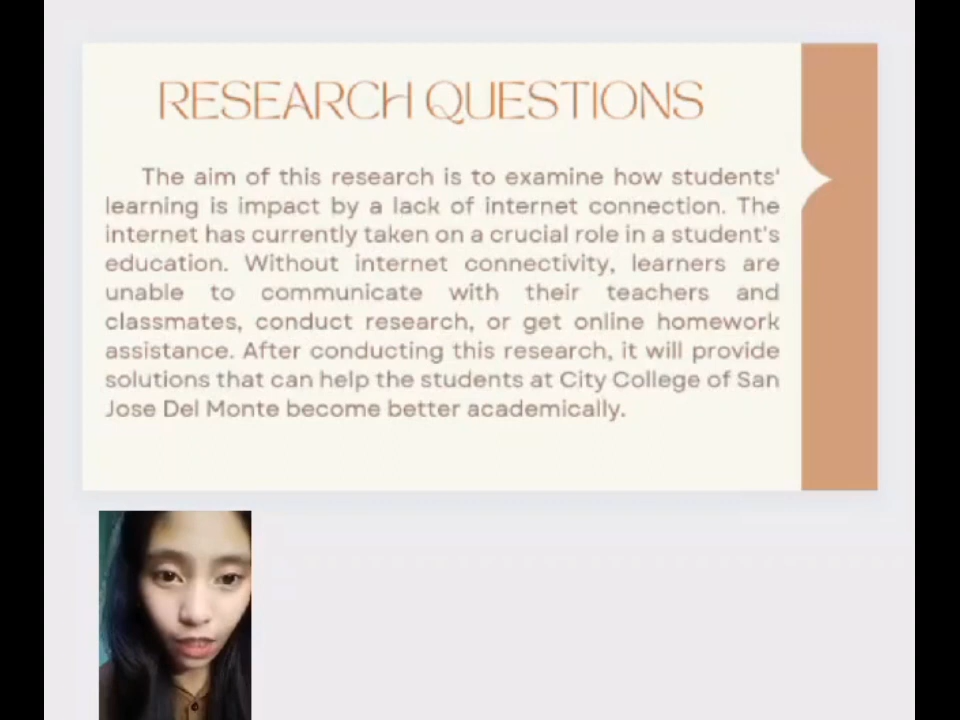 RESEARCH QUESTIONS
The aim of this research is to examine how students'
learning is impact by a lack of internet connection. The
internet has currently taken on a crucial role in a student's
education. Without internet connectivity, learners are
unable to communicate with their teachers and
classmates, conduct research, or get online homework
assistance. After conducting this research, it will provide
solutions that can help the students at City College of San
Jose Del Monte become better academically.